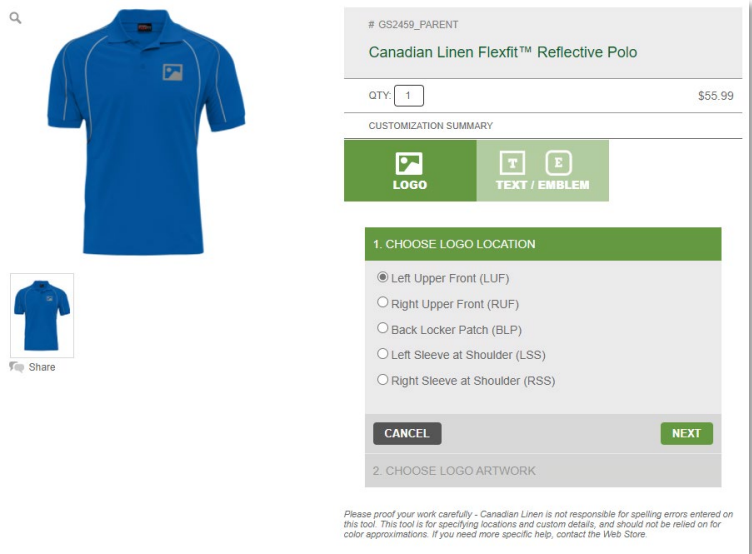 # GS2459_PARENT
Canadian Linen Flexfit™ Reflective Polo
QTY: 1 $55.99
CUSTOMIZATION SUMMARY
LOGO
T E
TEXT / EMBLEM
1. CHOOSE LOGO LOCATION
Left Upper Front (LUF)
Right Upper Front (RUF)
Back Locker Patch (BLP)
Left Sleeve at Shoulder (LSS)
Right Sleeve at Shoulder (RSS)
Share
CANCEL NEXT
2. CHOOSE LOGO ARTWORK
Please proof your work carefully - Canadian Linen is not responsible for spelling errors entered on
this tool. This tool is for specifying locations and custom details, and should not be relied on for
color approximations. If you need more specific help, contact the Web Store.